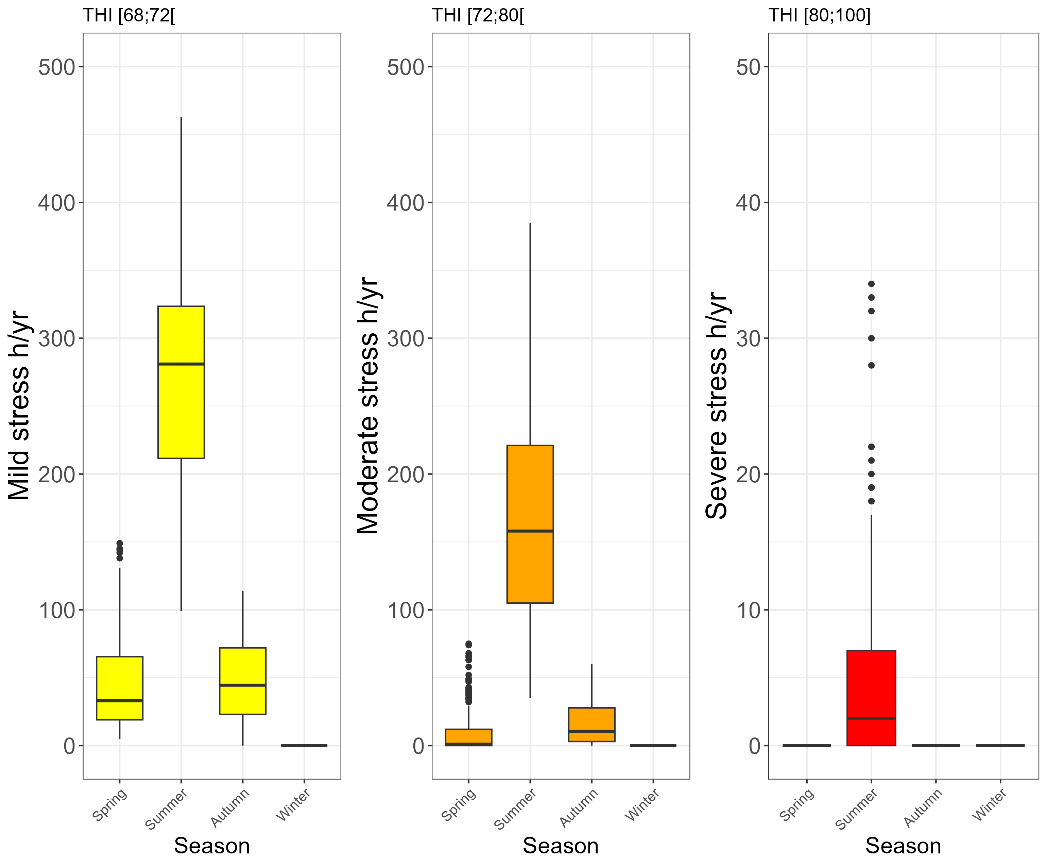 THI [68;72[
THI [72;80[
THI [80;100]
Mild stress h/yr
500
400
300
200
100
0
Spring
Summer
Autumn
Winter
Season
Moderate stress h/yr
500
400
300
200
100
0
Spring
Summer
Autumn
Winter
Season
Severe stress h/yr
50
40
30
20
10
0
Spring
Summer
Autumn
Winter
Season